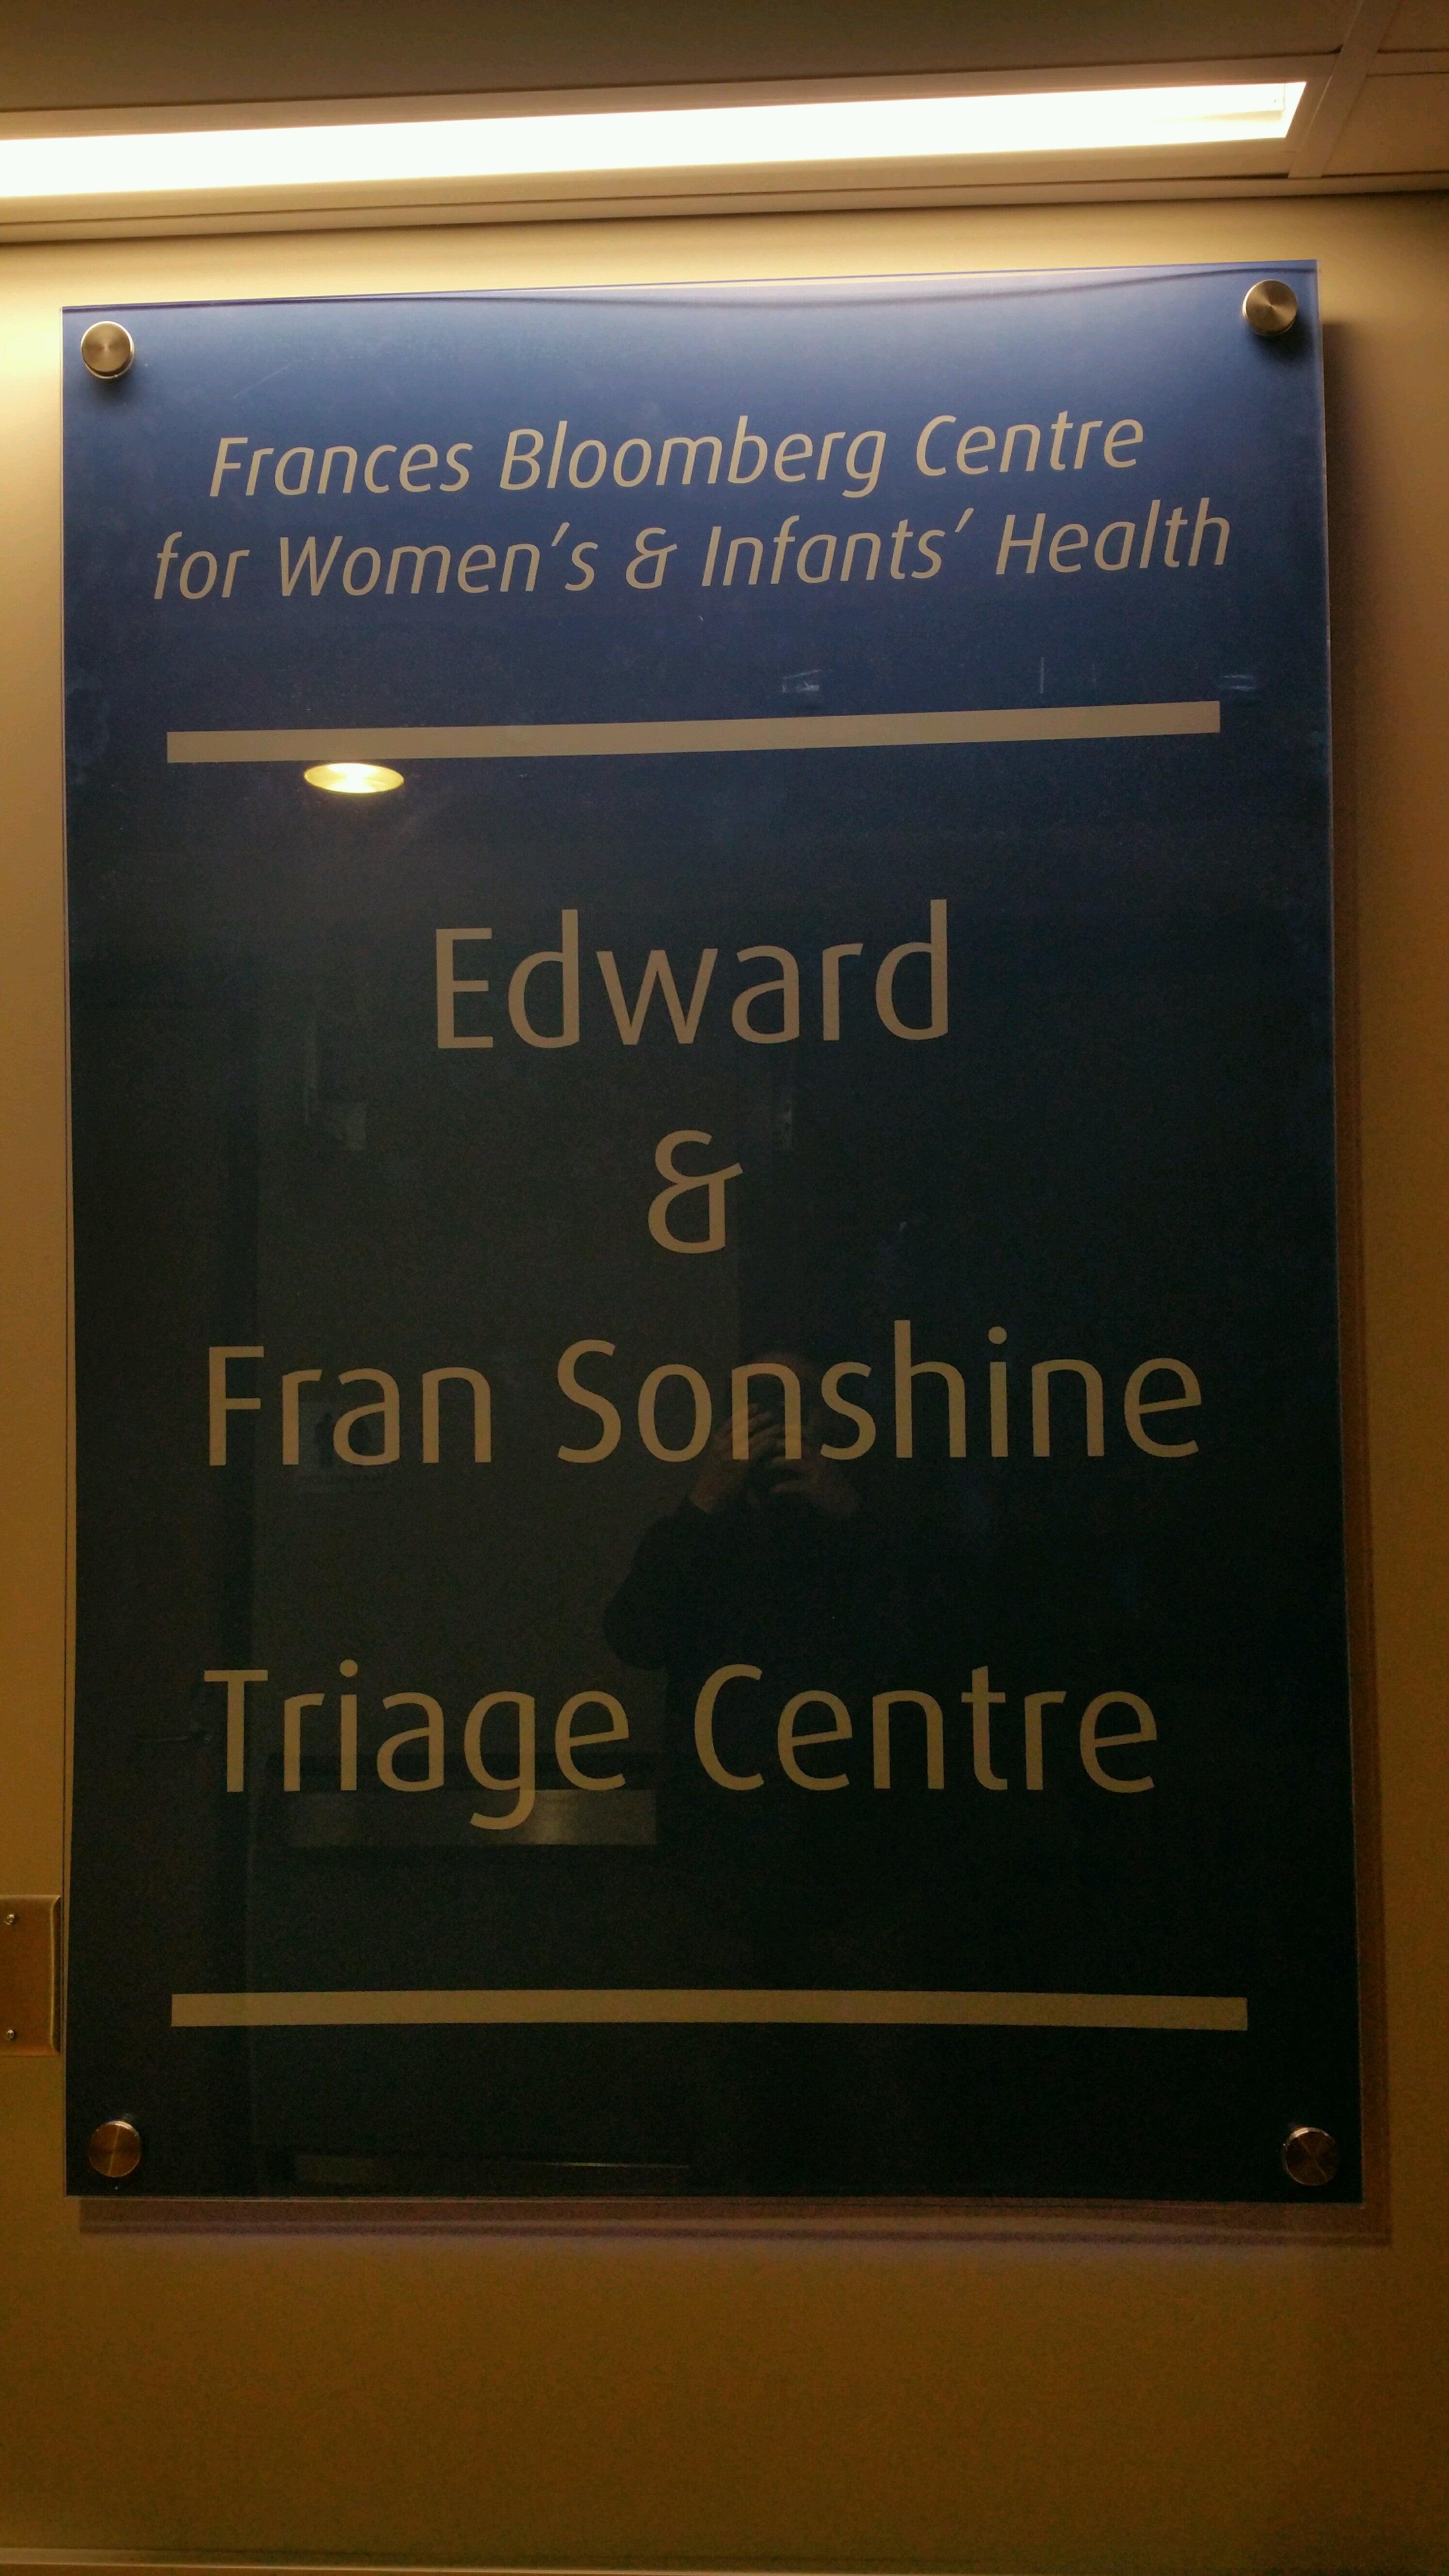 Frances Bloomberg Centre
for Women's & Infants' Health
Edward
&
Fran Sonshine
Triage Centre